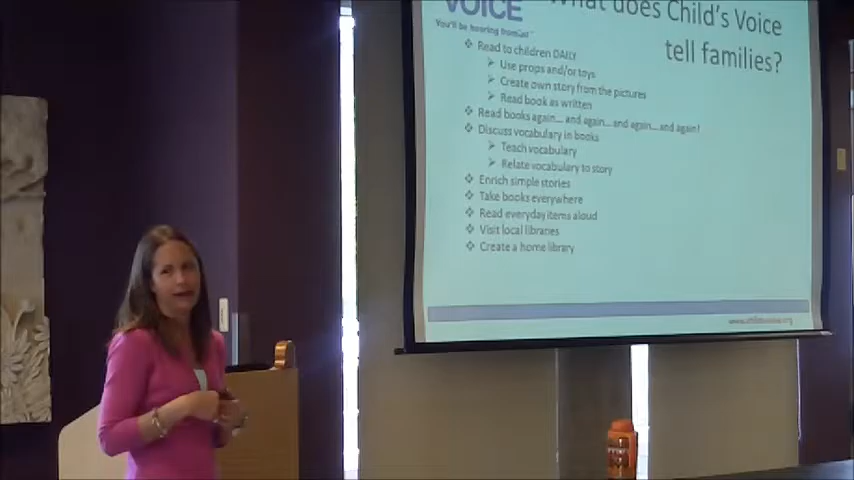 VOICE
What does Child's Voice
You'll be hearing from us!™
tell families?
❖ Read to children DAILY
➢ Use props and/or toys
➢ Create own story from the pictures
➢ Read book as written
❖ Read books again... and again... and again... and again!
❖ Discuss vocabulary in books
➢ Teach vocabulary
➢ Relate vocabulary to story
❖ Enrich simple stories
❖ Take books everywhere
❖ Read everyday items aloud
❖ Visit local libraries
❖ Create a home library